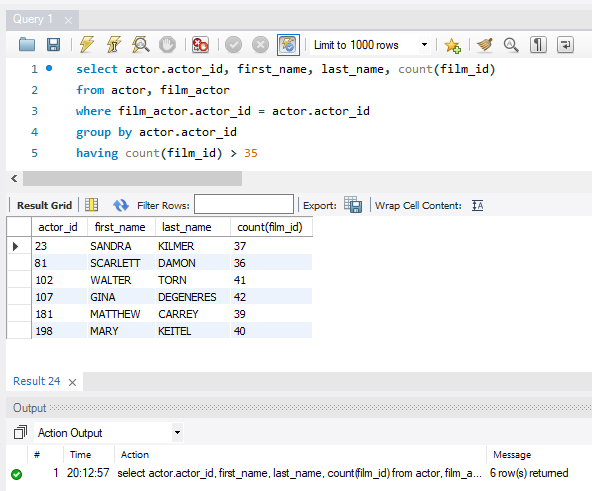 Query 1
Limit to 1000 rows
1 select actor.actor_id, first_name, last_name, count(film_id)
2 from actor, film_actor
3 where film_actor.actor_id = actor.actor_id
4 group by actor.actor_id
5 having count(film_id) > 35
Result Grid Filter Rows: Export: Wrap Cell Content:
actor_id first_name last_name count(film_id)
23 SANDRA KILMER 37
81 SCARLETT DAMON 36
102 WALTER TORN 41
107 GINA DEGENERES 42
181 MATTHEW CARREY 39
198 MARY KEITEL 40
Result 24
Output
Action Output
# Time Action Message
1 20:12:57 select actor.actor_id, first_name, last_name, count(film_id) from actor, film_a... 6 row(s) returned